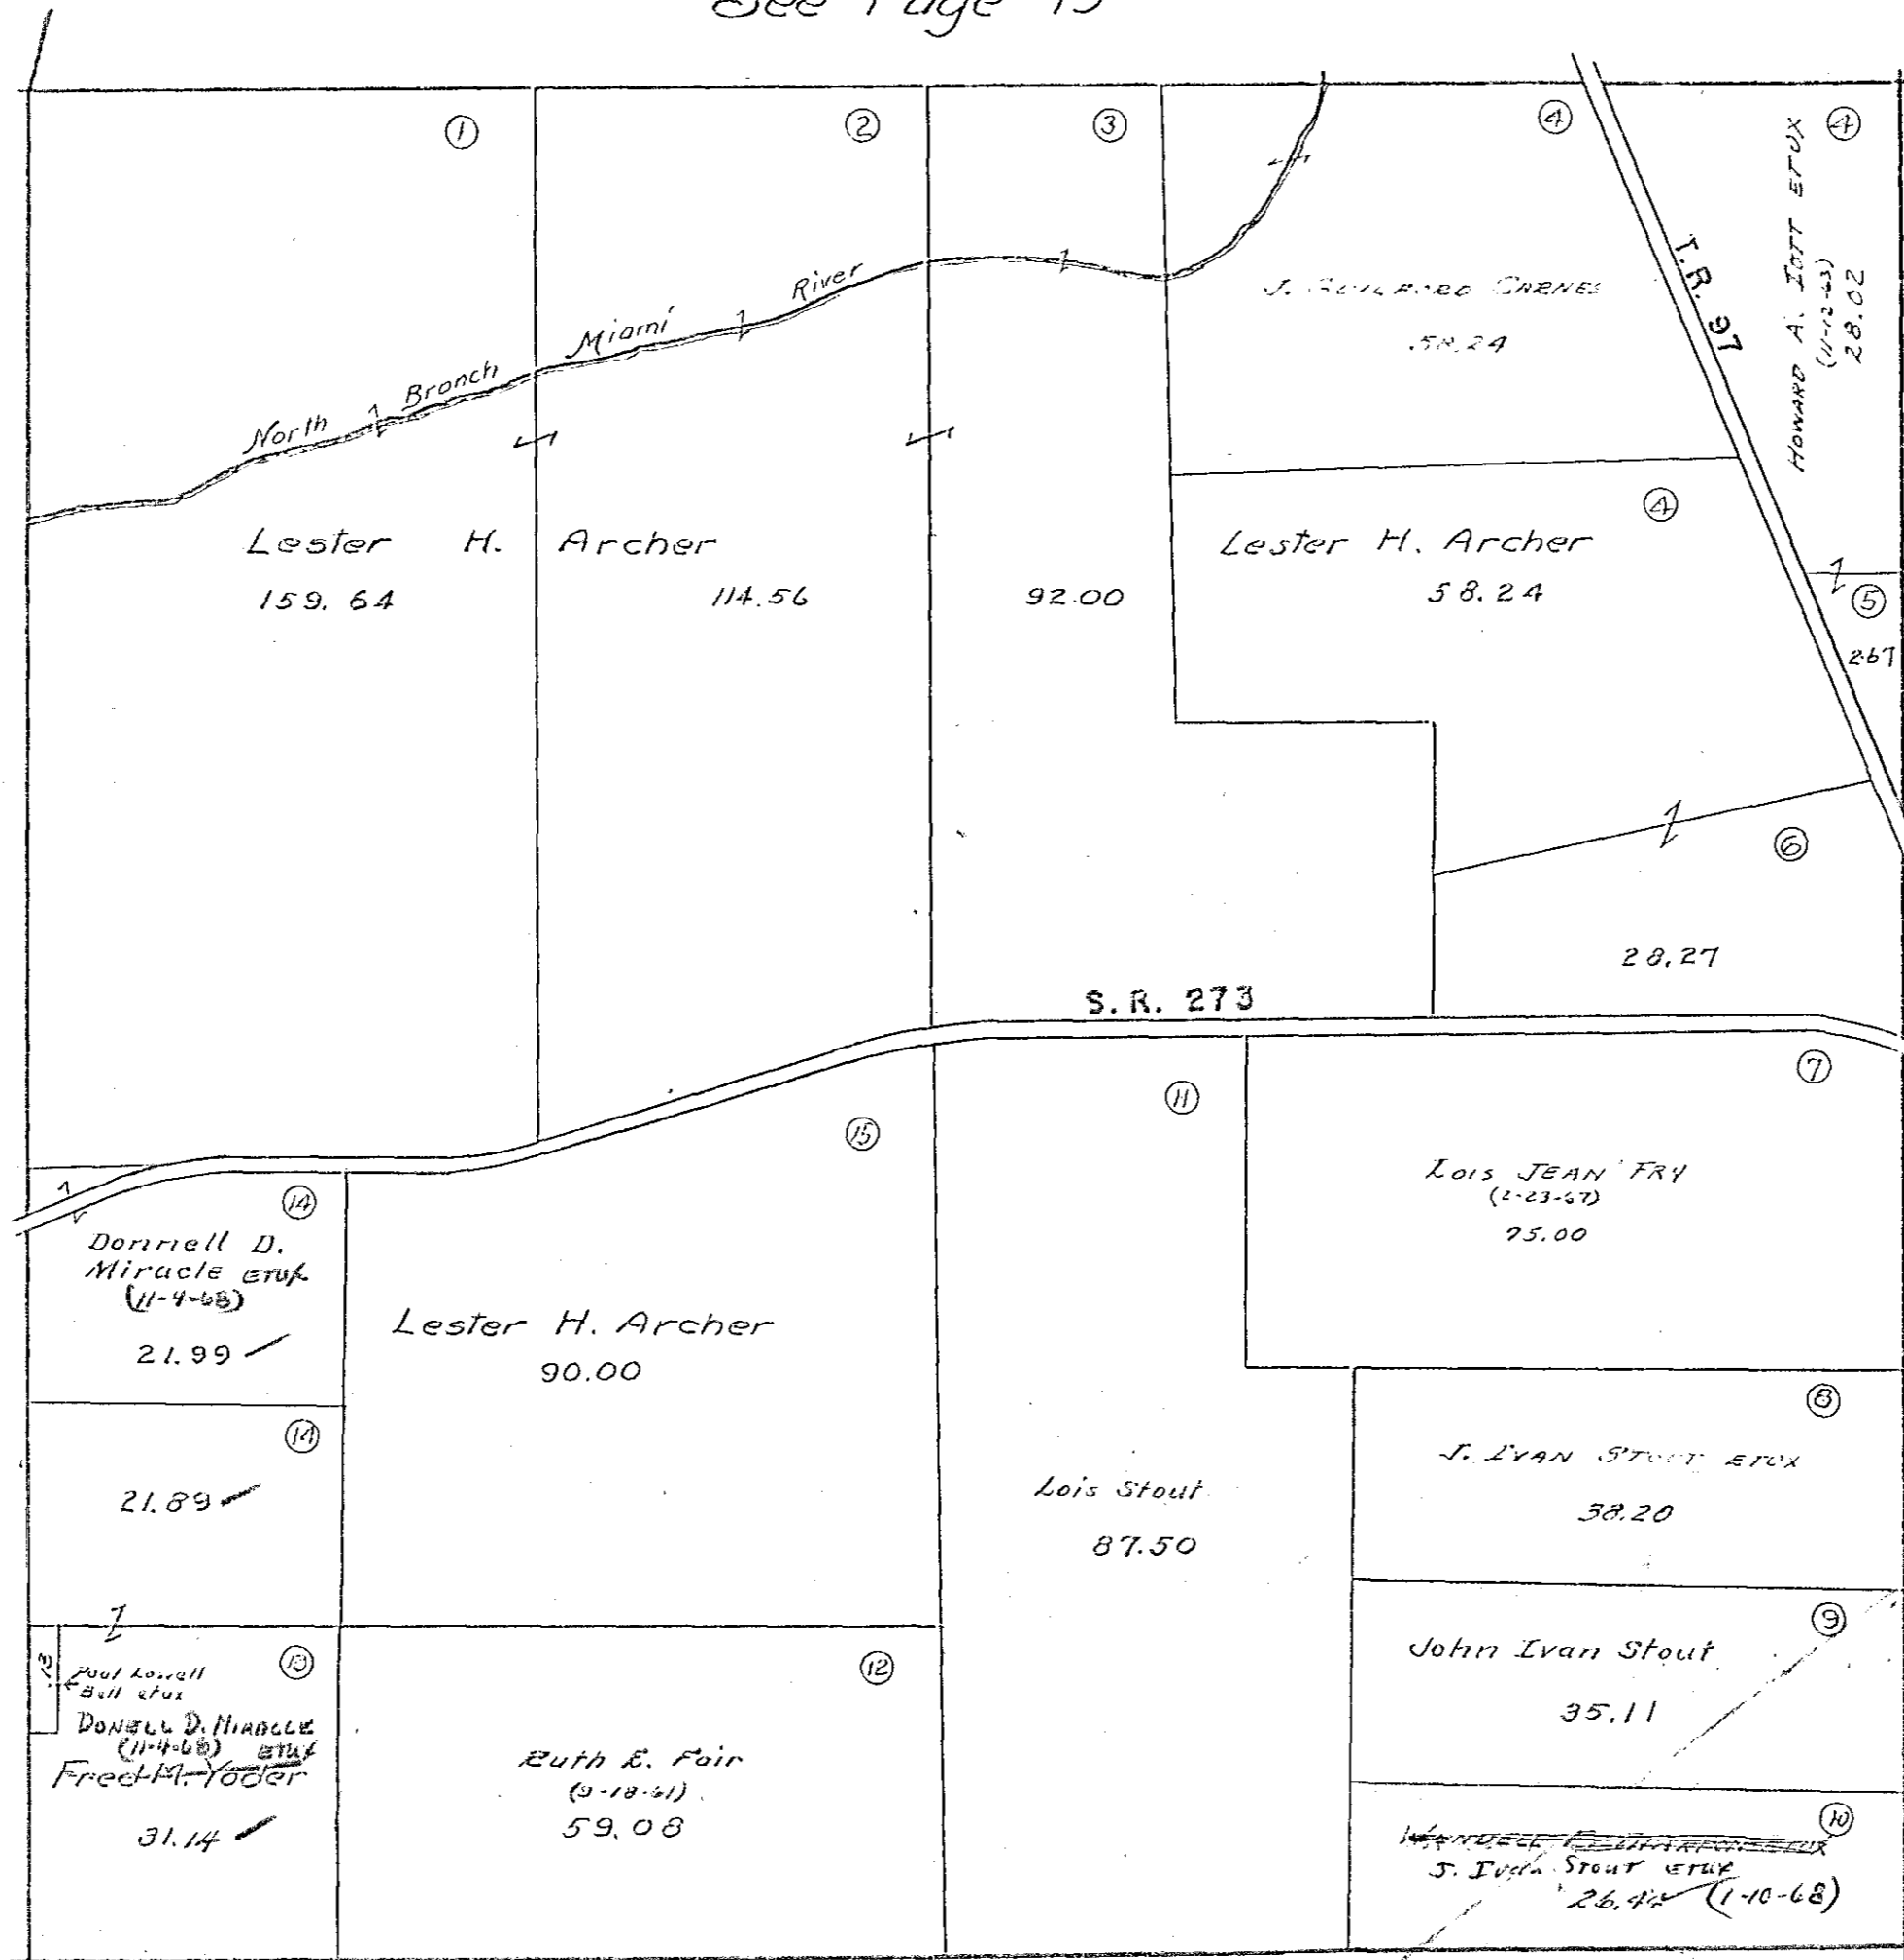 See Page
①
②
③
④
④
HOWARD A. IOTT ETUX
(11-12-63)
28.02
T.R. 97
North Branch Miami River
J. GUILFORD CARNES
58.24
Lester H. Archer
159.64
114.56
92.00
④
Lester H. Archer
58.24
⑤
2.67
⑥
28.27
S.R. 273
⑦
LOIS JEAN FRY
(2-23-67)
75.00
⑪
⑮
⑭
Donnell D.
Miracle ETUX
(11-4-68)
21.99
Lester H. Archer
90.00
⑭
21.89
Lois Stout
87.50
⑧
J. IVAN STOUT ETUX
38.20
⑨
John Ivan Stout
35.11
.13
Paul Lowell
Bell etux
⑬
DONELL D. MIRACLE
(11-4-68) ETUX
Fred M. Yoder
31.14
⑫
Ruth E. Fair
(9-18-61)
59.08
⑩
J. Ivan Stout ETUX
26.44 (1-10-68)